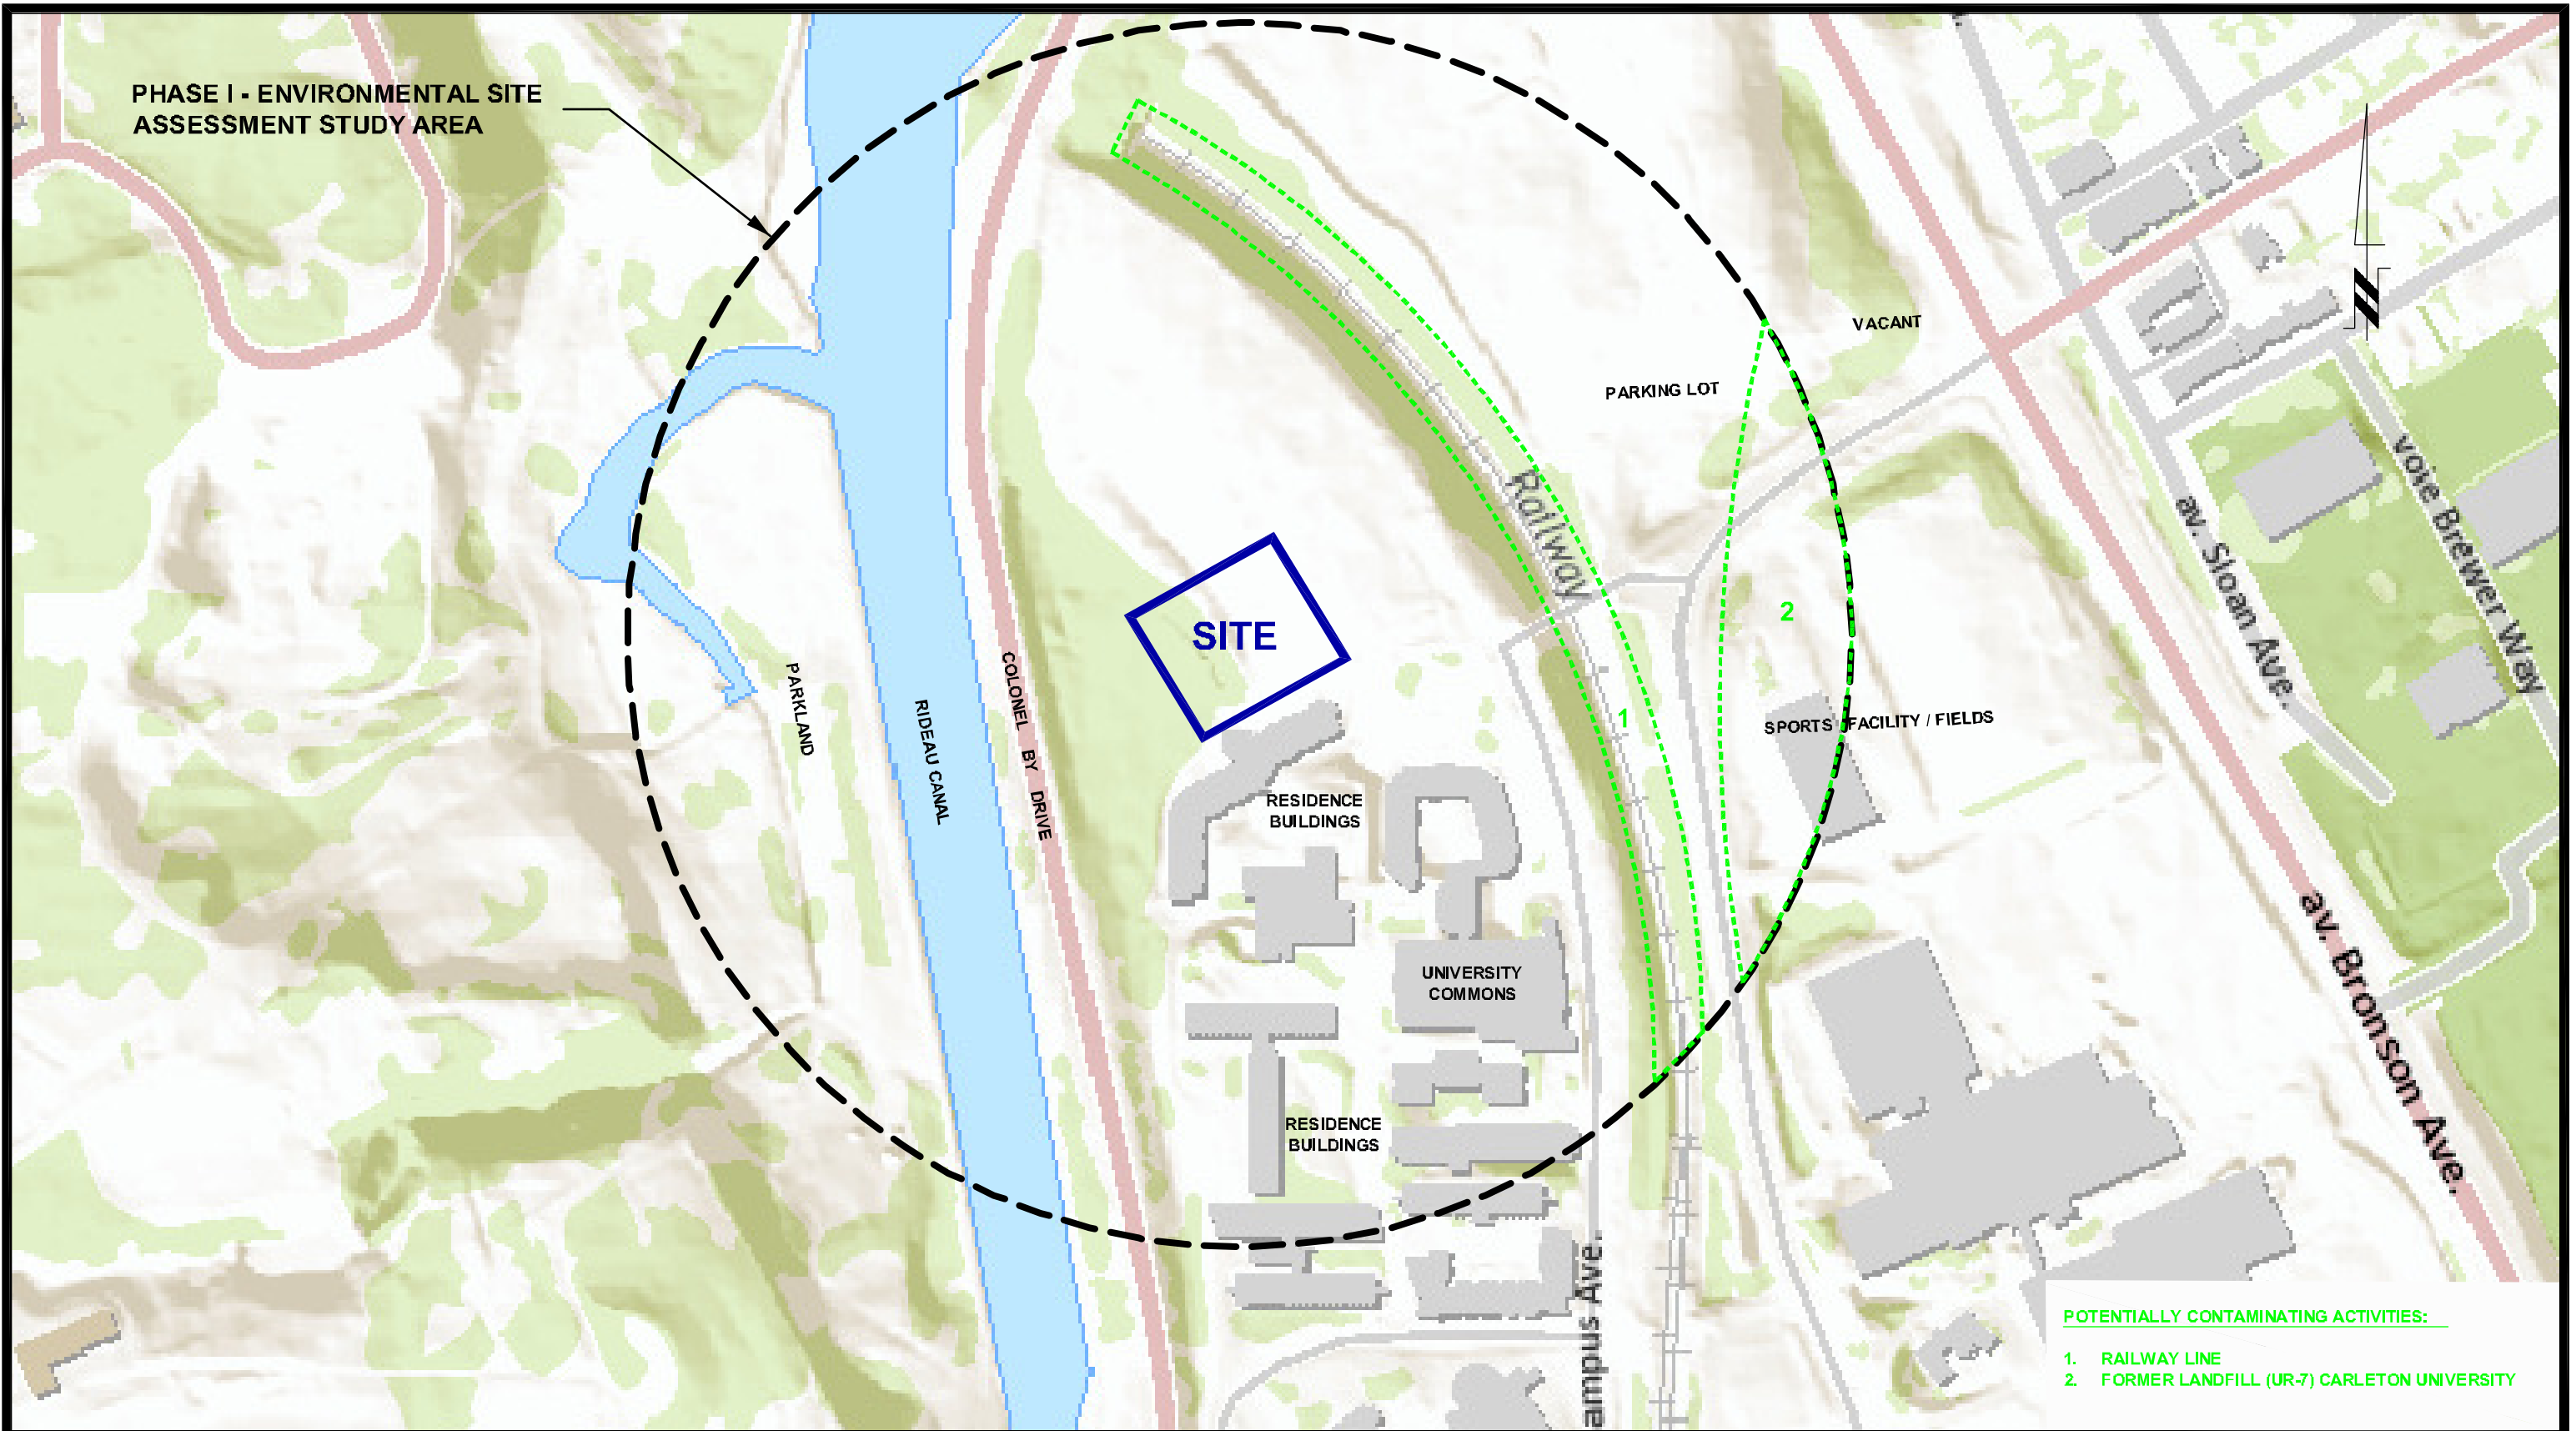 PHASE I - ENVIRONMENTAL SITE
ASSESSMENT STUDY AREA
VACANT
PARKING LOT
Railway
voie Brewer Way
av. Sloan Ave.
SITE
2
1
PARKLAND
RIDEAU CANAL
COLONEL BY DRIVE
SPORTS FACILITY / FIELDS
RESIDENCE
BUILDINGS
UNIVERSITY
COMMONS
RESIDENCE
BUILDINGS
av. Bronson Ave.
ampus Ave.
POTENTIALLY CONTAMINATING ACTIVITIES:
1. RAILWAY LINE
2. FORMER LANDFILL (UR-7) CARLETON UNIVERSITY